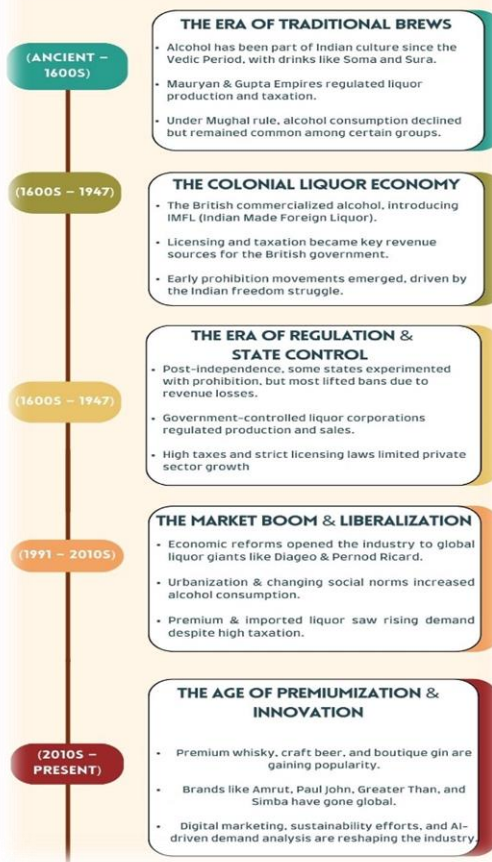 THE ERA OF TRADITIONAL BREWS
(ANCIENT –
1600S)
• Alcohol has been part of Indian culture since the
Vedic Period, with drinks like Soma and Sura.
• Mauryan & Gupta Empires regulated liquor
production and taxation.
• Under Mughal rule, alcohol consumption declined
but remained common among certain groups.
(1600S – 1947)
THE COLONIAL LIQUOR ECONOMY
• The British commercialized alcohol, introducing
IMFL (Indian Made Foreign Liquor).
• Licensing and taxation became key revenue
sources for the British government.
• Early prohibition movements emerged, driven by
the Indian freedom struggle.
THE ERA OF REGULATION &
STATE CONTROL
(1600S – 1947)
• Post-independence, some states experimented
with prohibition, but most lifted bans due to
revenue losses.
• Government-controlled liquor corporations
regulated production and sales.
• High taxes and strict licensing laws limited private
sector growth
THE MARKET BOOM & LIBERALIZATION
(1991 – 2010S)
• Economic reforms opened the industry to global
liquor giants like Diageo & Pernod Ricard.
• Urbanization & changing social norms increased
alcohol consumption.
• Premium & imported liquor saw rising demand
despite high taxation.
THE AGE OF PREMIUMIZATION &
INNOVATION
(2010S –
PRESENT)
• Premium whisky, craft beer, and boutique gin are
gaining popularity.
• Brands like Amrut, Paul John, Greater Than, and
Simba have gone global.
• Digital marketing, sustainability efforts, and AI-
driven demand analysis are reshaping the industry.